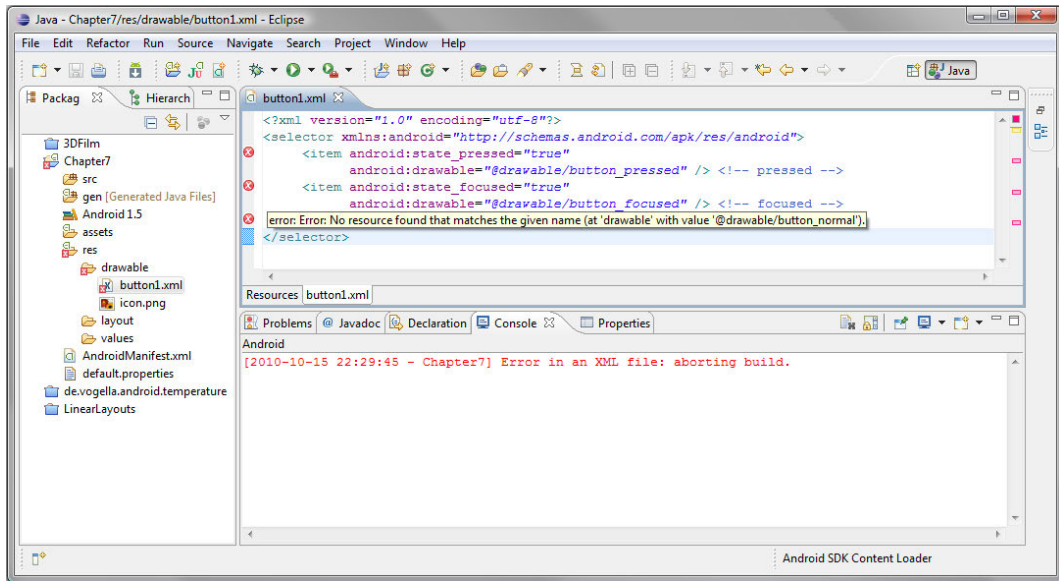 Java - Chapter7/res/drawable/button1.xml - Eclipse
File Edit Refactor Run Source Navigate Search Project Window Help
Java
Packag
Hierarch
3DFilm
Chapter7
src
gen [Generated Java Files]
Android 1.5
assets
res
drawable
button1.xml
icon.png
layout
values
AndroidManifest.xml
default.properties
de.vogella.android.temperature
LinearLayouts
button1.xml
<?xml version="1.0" encoding="utf-8"?>
<selector xmlns:android="http://schemas.android.com/apk/res/android">
<item android:state_pressed="true"
android:drawable="@drawable/button_pressed" /> <!-- pressed -->
<item android:state_focused="true"
android:drawable="@drawable/button_focused" /> <!-- focused -->
error: Error: No resource found that matches the given name (at 'drawable' with value '@drawable/button_normal').
</selector>
Resources button1.xml
Problems @ Javadoc Declaration Console Properties
Android
[2010-10-15 22:29:45 - Chapter7] Error in an XML file: aborting build.
Android SDK Content Loader